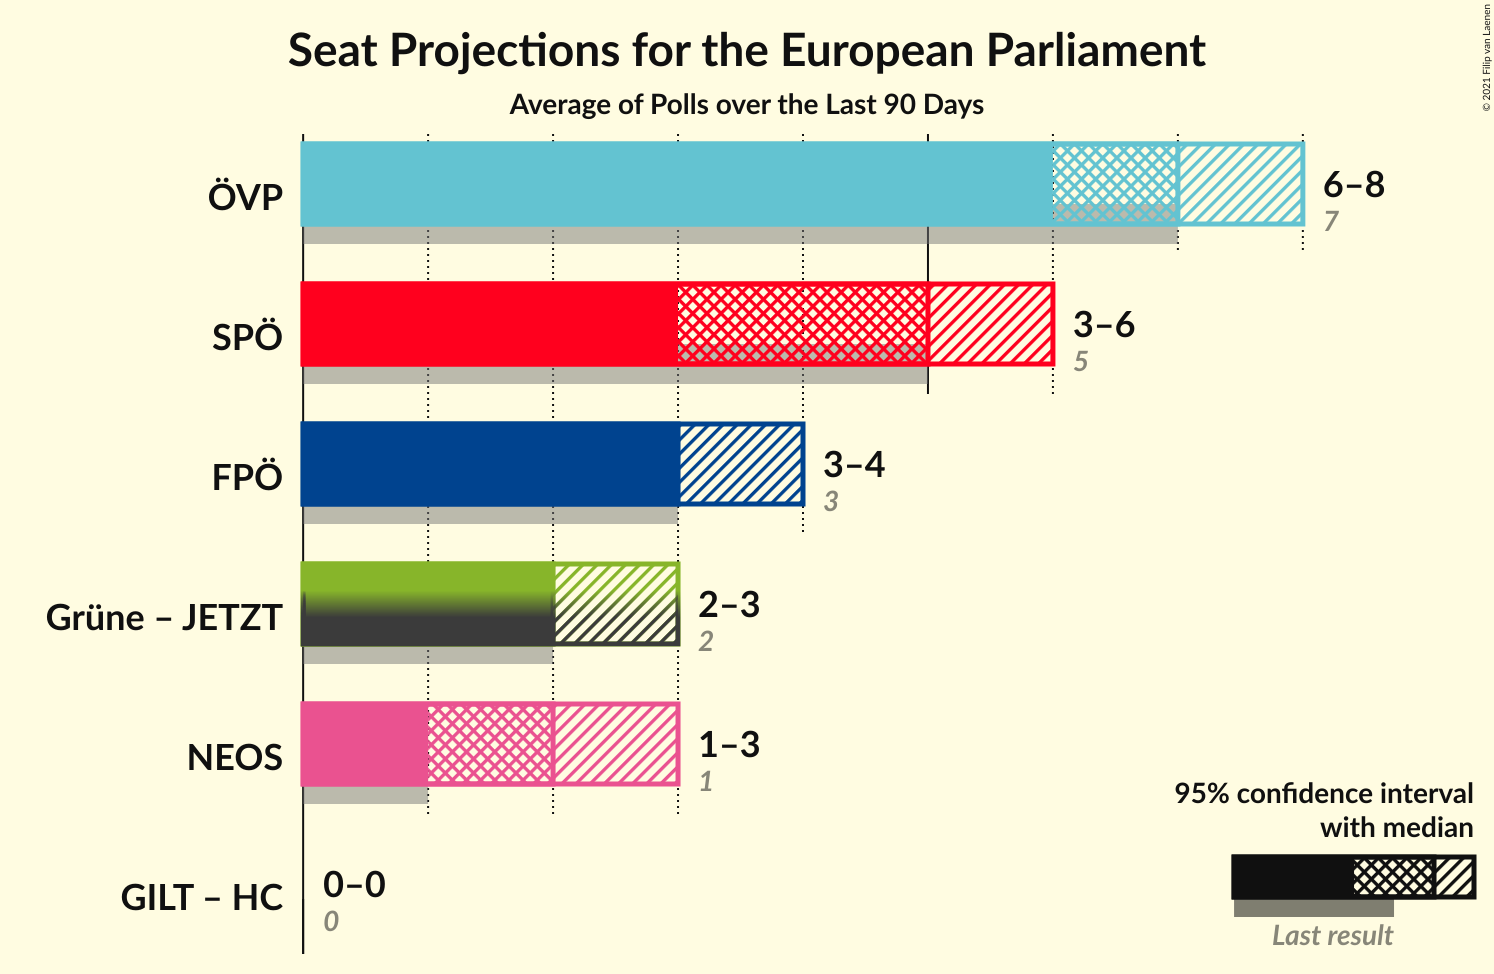 Seat Projections for the European Parliament
Average of Polls over the Last 90 Days
© 2021 Filip van Laenen
ÖVP
6–8
7
SPÖ
3–6
5
FPÖ
3–4
3
Grüne – JETZT
2–3
2
NEOS
1–3
1
GILT – HC
0–0
0
95% confidence interval
with median
Last result